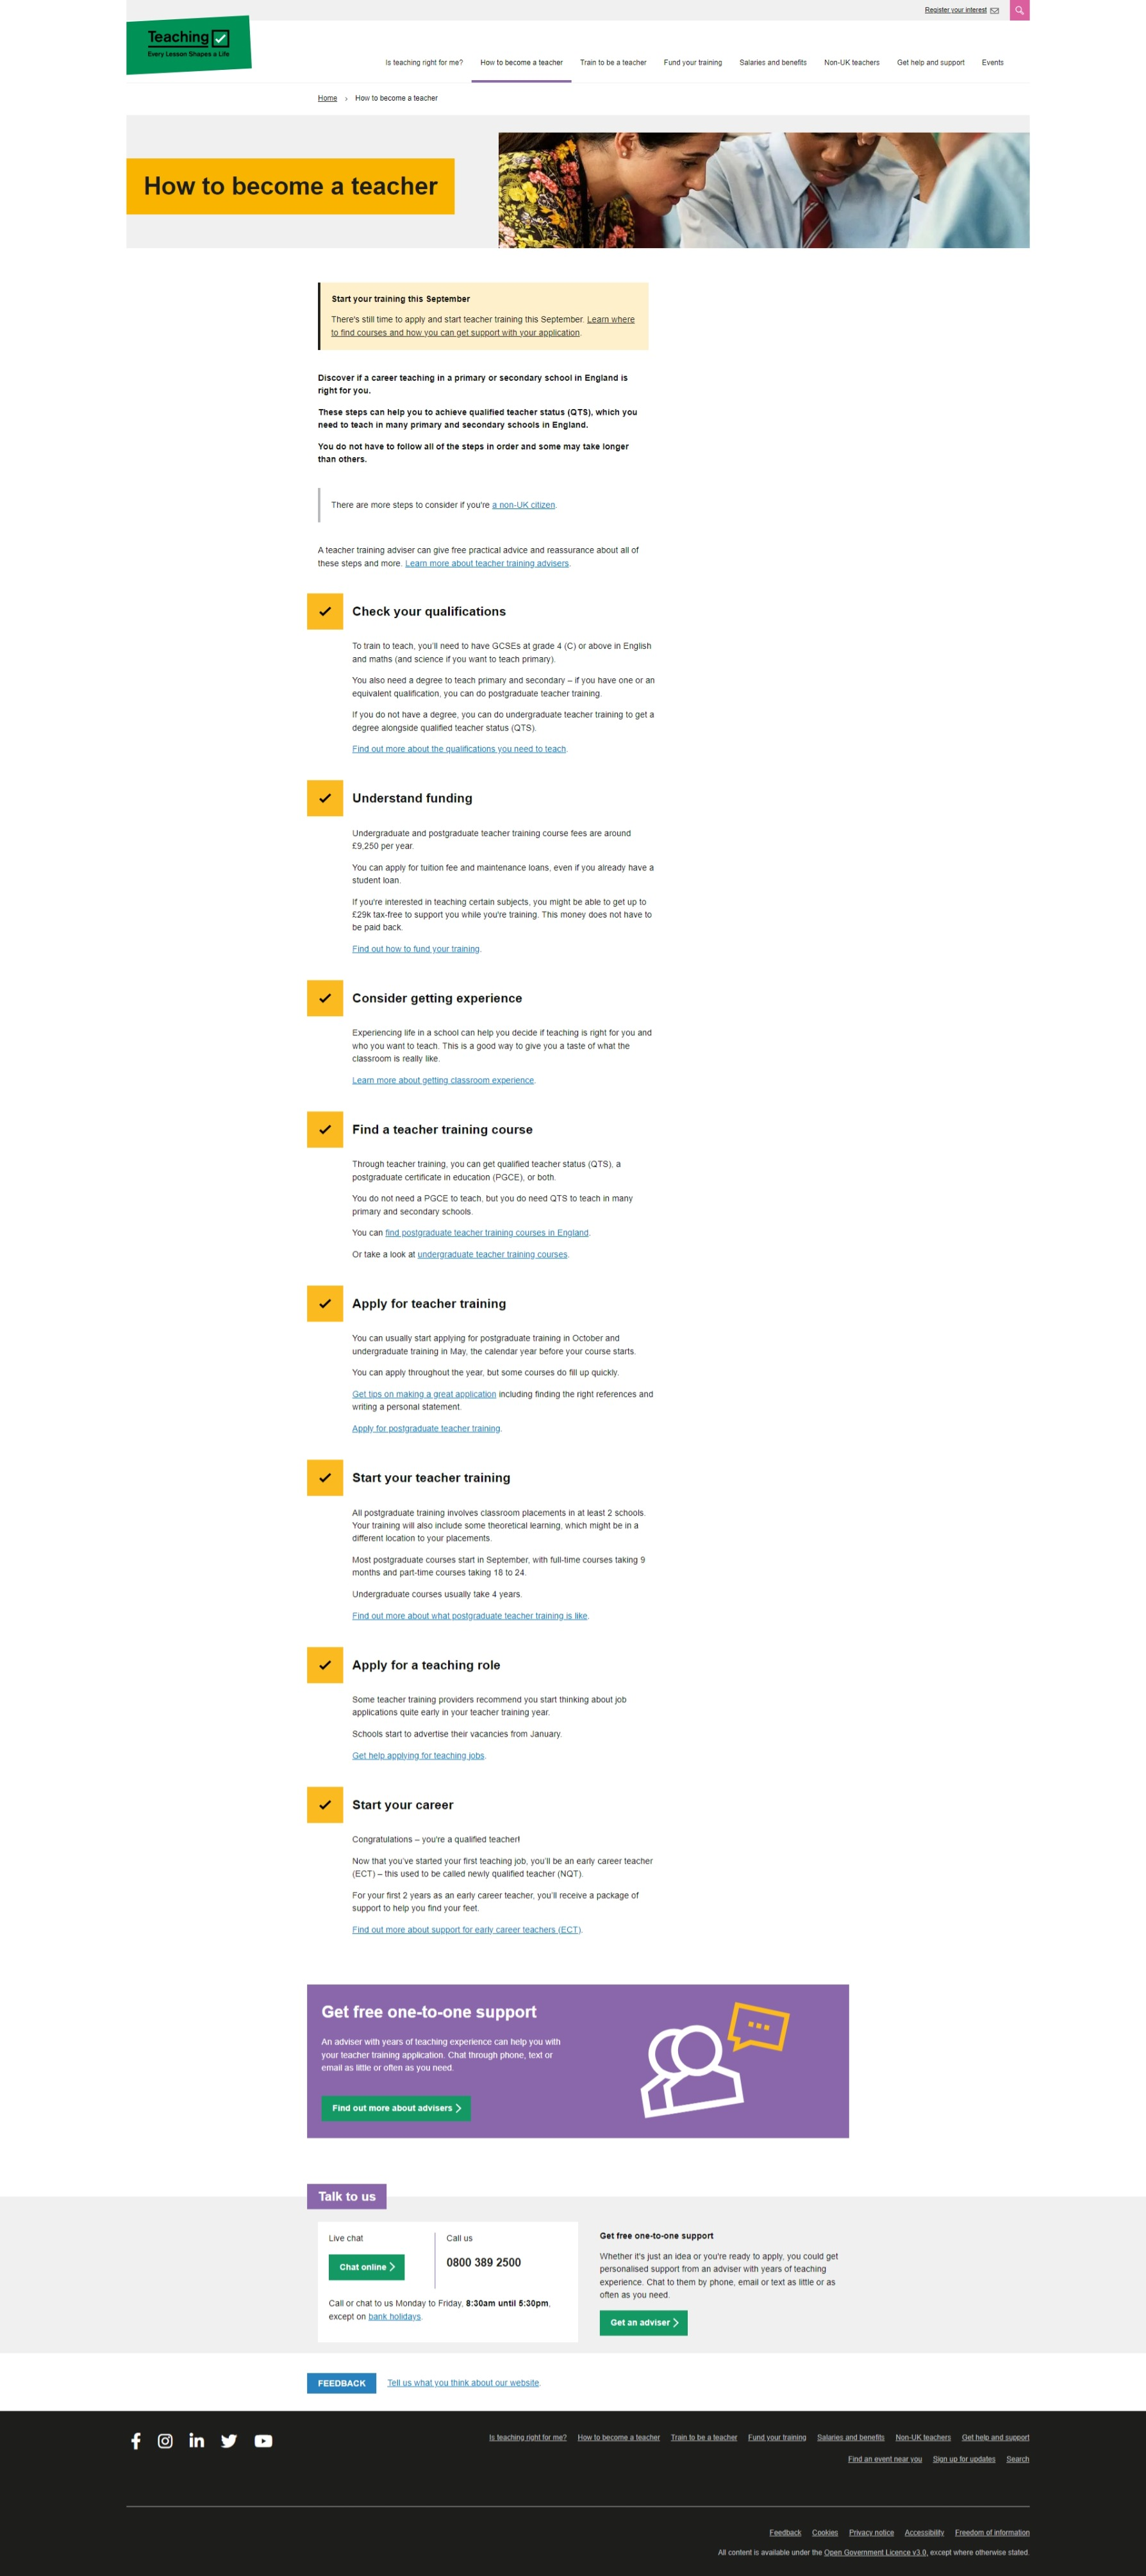 Register your interest
Teaching
Every Lesson Shapes a Life
Is teaching right for me? How to become a teacher Train to be a teacher Fund your training Salaries and benefits Non-UK teachers Get help and support Events
Home › How to become a teacher
How to become a teacher
Start your training this September
There's still time to apply and start teacher training this September. Learn where
to find courses and how you can get support with your application.
Discover if a career teaching in a primary or secondary school in England is
right for you.
These steps can help you to achieve qualified teacher status (QTS), which you
need to teach in many primary and secondary schools in England.
You do not have to follow all of the steps in order and some may take longer
than others.
There are more steps to consider if you're a non-UK citizen.
A teacher training adviser can give free practical advice and reassurance about all of
these steps and more. Learn more about teacher training advisers.
Check your qualifications
To train to teach, you'll need to have GCSEs at grade 4 (C) or above in English
and maths (and science if you want to teach primary).
You also need a degree to teach primary and secondary – if you have one or an
equivalent qualification, you can do postgraduate teacher training.
If you do not have a degree, you can do undergraduate teacher training to get a
degree alongside qualified teacher status (QTS).
Find out more about the qualifications you need to teach.
Understand funding
Undergraduate and postgraduate teacher training course fees are around
£9,250 per year.
You can apply for tuition fee and maintenance loans, even if you already have a
student loan.
If you're interested in teaching certain subjects, you might be able to get up to
£29k tax-free to support you while you're training. This money does not have to
be paid back.
Find out how to fund your training.
Consider getting experience
Experiencing life in a school can help you decide if teaching is right for you and
who you want to teach. This is a good way to give you a taste of what the
classroom is really like.
Learn more about getting classroom experience.
Find a teacher training course
Through teacher training, you can get qualified teacher status (QTS), a
postgraduate certificate in education (PGCE), or both.
You do not need a PGCE to teach, but you do need QTS to teach in many
primary and secondary schools.
You can find postgraduate teacher training courses in England.
Or take a look at undergraduate teacher training courses.
Apply for teacher training
You can usually start applying for postgraduate training in October and
undergraduate training in May, the calendar year before your course starts.
You can apply throughout the year, but some courses do fill up quickly.
Get tips on making a great application including finding the right references and
writing a personal statement.
Apply for postgraduate teacher training.
Start your teacher training
All postgraduate training involves classroom placements in at least 2 schools.
Your training will also include some theoretical learning, which might be in a
different location to your placements.
Most postgraduate courses start in September, with full-time courses taking 9
months and part-time courses taking 18 to 24.
Undergraduate courses usually take 4 years.
Find out more about what postgraduate teacher training is like.
Apply for a teaching role
Some teacher training providers recommend you start thinking about job
applications quite early in your teacher training year.
Schools start to advertise their vacancies from January.
Get help applying for teaching jobs.
Start your career
Congratulations – you're a qualified teacher!
Now that you've started your first teaching job, you'll be an early career teacher
(ECT) – this used to be called newly qualified teacher (NQT).
For your first 2 years as an early career teacher, you'll receive a package of
support to help you find your feet.
Find out more about support for early career teachers (ECT).
Get free one-to-one support
An adviser with years of teaching experience can help you with
your teacher training application. Chat through phone, text or
email as little or often as you need.
Find out more about advisers
Talk to us
Live chat
Chat online
Call us
0800 389 2500
Call or chat to us Monday to Friday, 8:30am until 5:30pm,
except on bank holidays.
Get free one-to-one support
Whether it's just an idea or you're ready to apply, you could get
personalised support from an adviser with years of teaching
experience. Chat to them by phone, email or text as little or as
often as you need.
Get an adviser
FEEDBACK Tell us what you think about our website.
Is teaching right for me? How to become a teacher Train to be a teacher Fund your training Salaries and benefits Non-UK teachers Get help and support
Find an event near you Sign up for updates Search
Feedback Cookies Privacy notice Accessibility Freedom of information
All content is available under the Open Government Licence v3.0, except where otherwise stated.